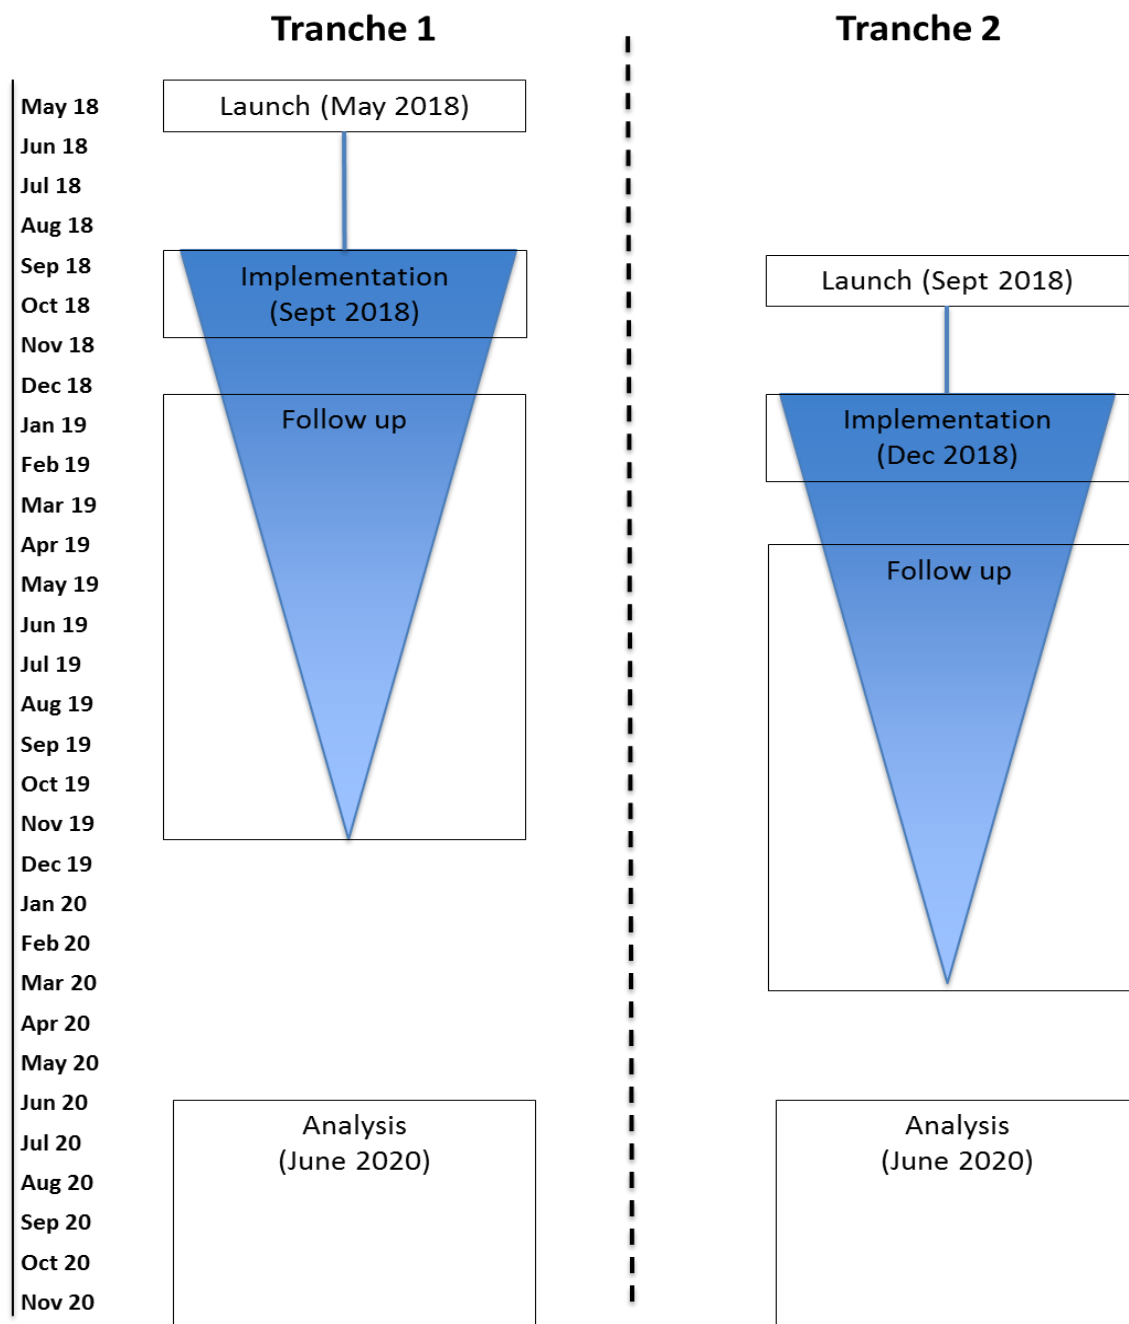 Tranche 1
Tranche 2
May 18
Jun 18
Jul 18
Aug 18
Sep 18
Oct 18
Nov 18
Dec 18
Jan 19
Feb 19
Mar 19
Apr 19
May 19
Jun 19
Jul 19
Aug 19
Sep 19
Oct 19
Nov 19
Dec 19
Jan 20
Feb 20
Mar 20
Apr 20
May 20
Jun 20
Jul 20
Aug 20
Sep 20
Oct 20
Nov 20
Launch (May 2018)
Implementation
(Sept 2018)
Follow up
Analysis
(June 2020)
Launch (Sept 2018)
Implementation
(Dec 2018)
Follow up
Analysis
(June 2020)